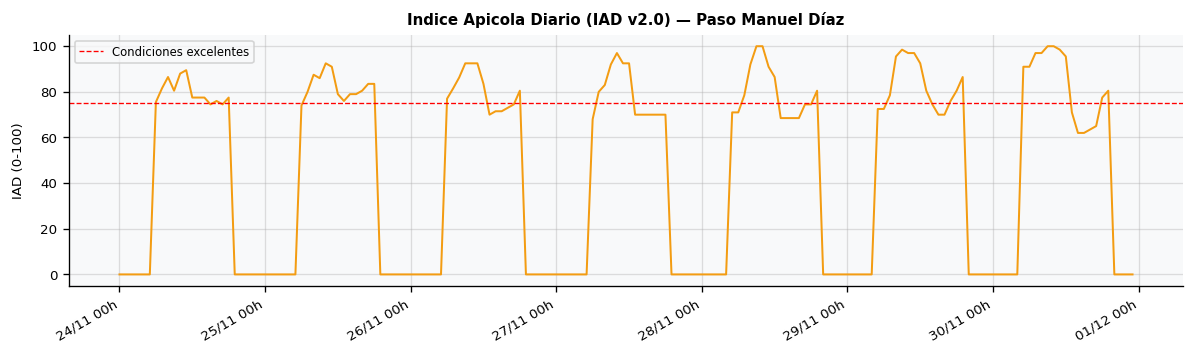 Indice Apicola Diario (IAD v2.0) — Paso Manuel Díaz
Condiciones excelentes
IAD (0-100)
100
80
60
40
20
0
24/11 00h
25/11 00h
26/11 00h
27/11 00h
28/11 00h
29/11 00h
30/11 00h
01/12 00h